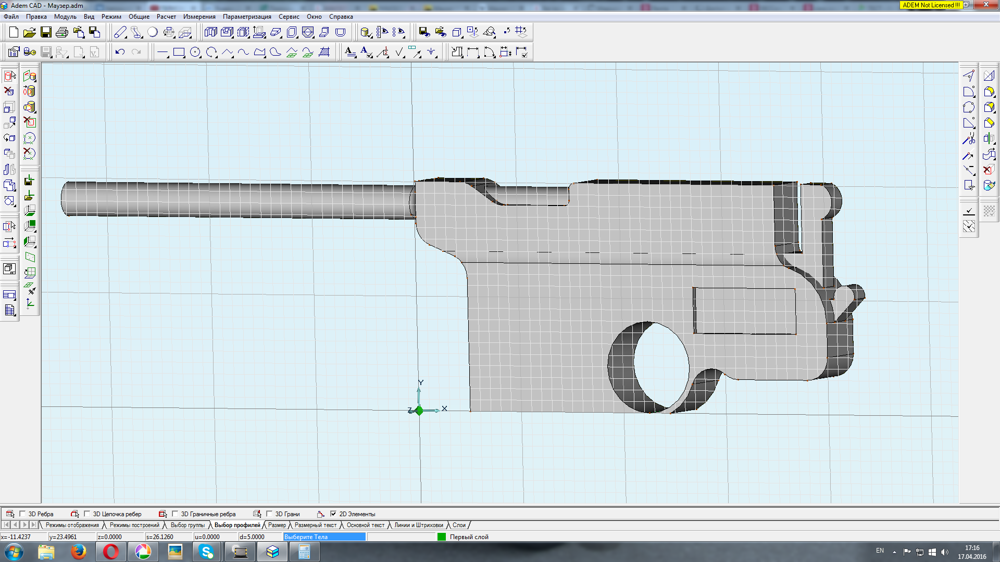 Adem CAD - Маузер.adm
ADEM Not Licensed !!!
Файл Правка Модуль Вид Режим Общие Расчет Измерения Параметризация Сервис Окно Справка
Y
Z
X
3D Ребра 3D Цепочка ребер 3D Граничные ребра 3D Грани 2D Элементы
Режимы отображения Режимы построений Выбор группы Выбор профилей Размер Размерный текст Основной текст Линии и Штриховки Слои
x=-11.4237 y=23.4961 z=0.0000 s=26.1260 u=0.0000 d=5.0000 Выберите Тела Первый слой
EN
17:16
17.04.2016